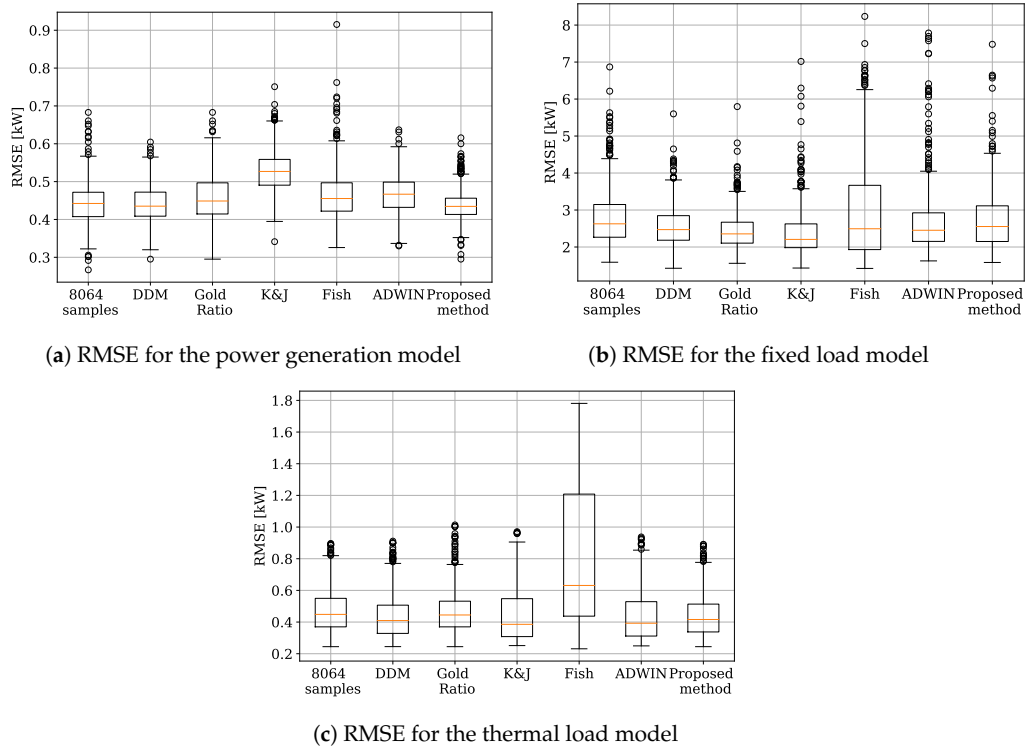 0.9
0.8
0.7
0.6
0.5
0.4
0.3
RMSE [kW]
8064 samples
DDM
Gold Ratio
K&J
Fish
ADWIN
Proposed method
(a) RMSE for the power generation model
8
7
6
5
4
3
2
RMSE [kW]
8064 samples
DDM
Gold Ratio
K&J
Fish
ADWIN
Proposed method
(b) RMSE for the fixed load model
1.8
1.6
1.4
1.2
1.0
0.8
0.6
0.4
0.2
RMSE [kW]
8064 samples
DDM
Gold Ratio
K&J
Fish
ADWIN
Proposed method
(c) RMSE for the thermal load model